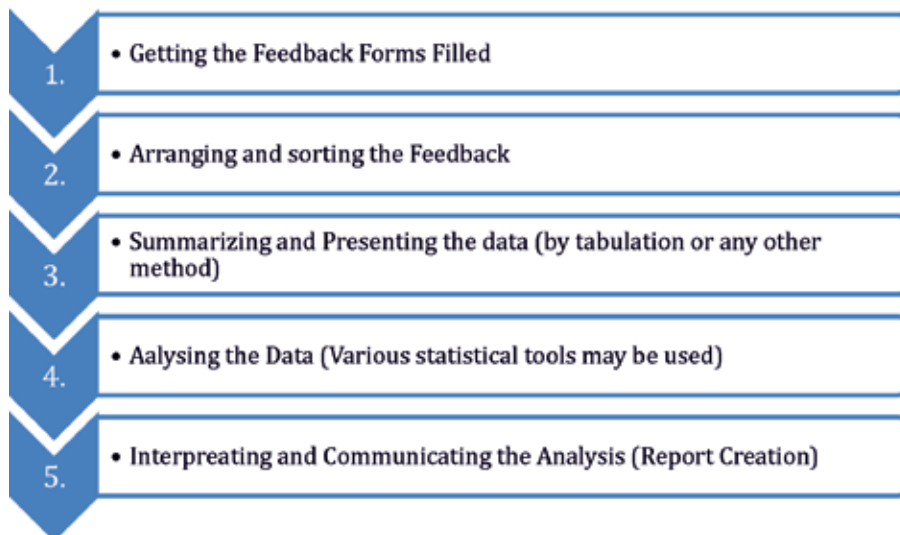 1.
• Getting the Feedback Forms Filled
2.
• Arranging and sorting the Feedback
3.
• Summarizing and Presenting the data (by tabulation or any other
method)
4.
• Aalysing the Data (Various statistical tools may be used)
5.
• Interpreating and Communicating the Analysis (Report Creation)